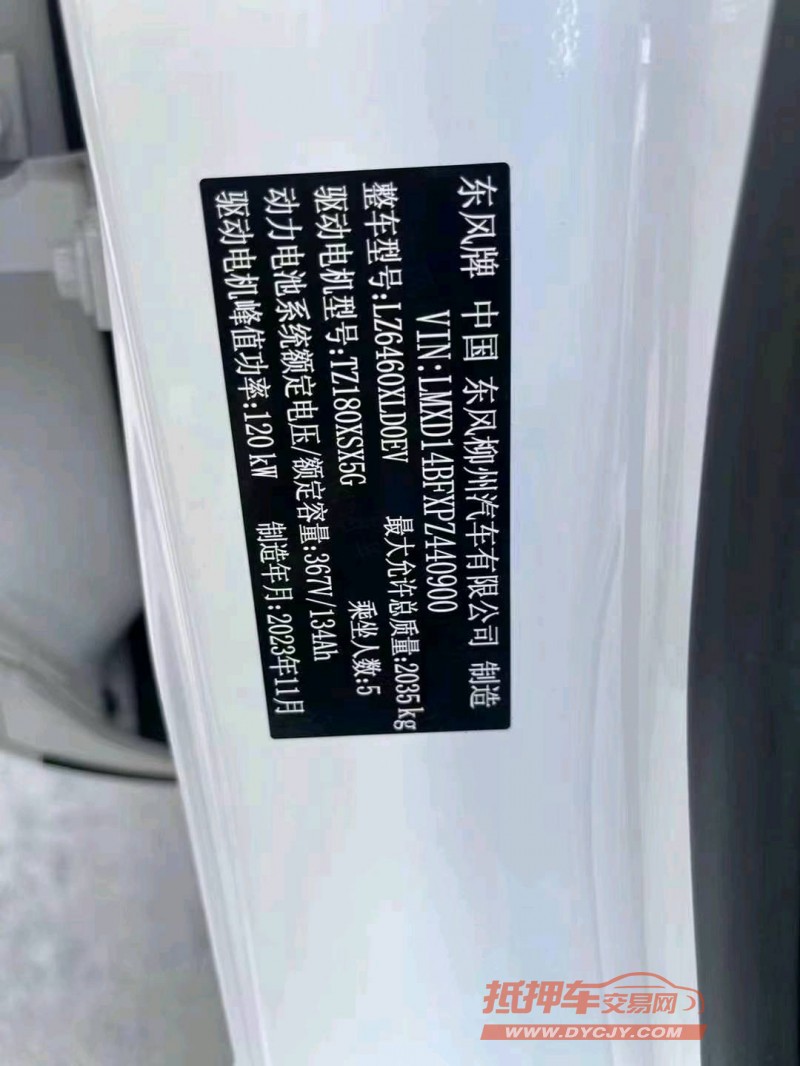 东风牌 中国 东风柳州汽车有限公司 制造
VIN:LMXD14BFXPZ440900
整车型号:LZ6460XLD0EV 最大允许总质量:2035kg
驱动电机型号:TZ180XSX5G 乘坐人数:5
动力电池系统额定电压/额定容量:367V/134Ah
驱动电机峰值功率:120kW 制造年月:2023年11月
抵押车交易网
WWW.DYCJY.COM